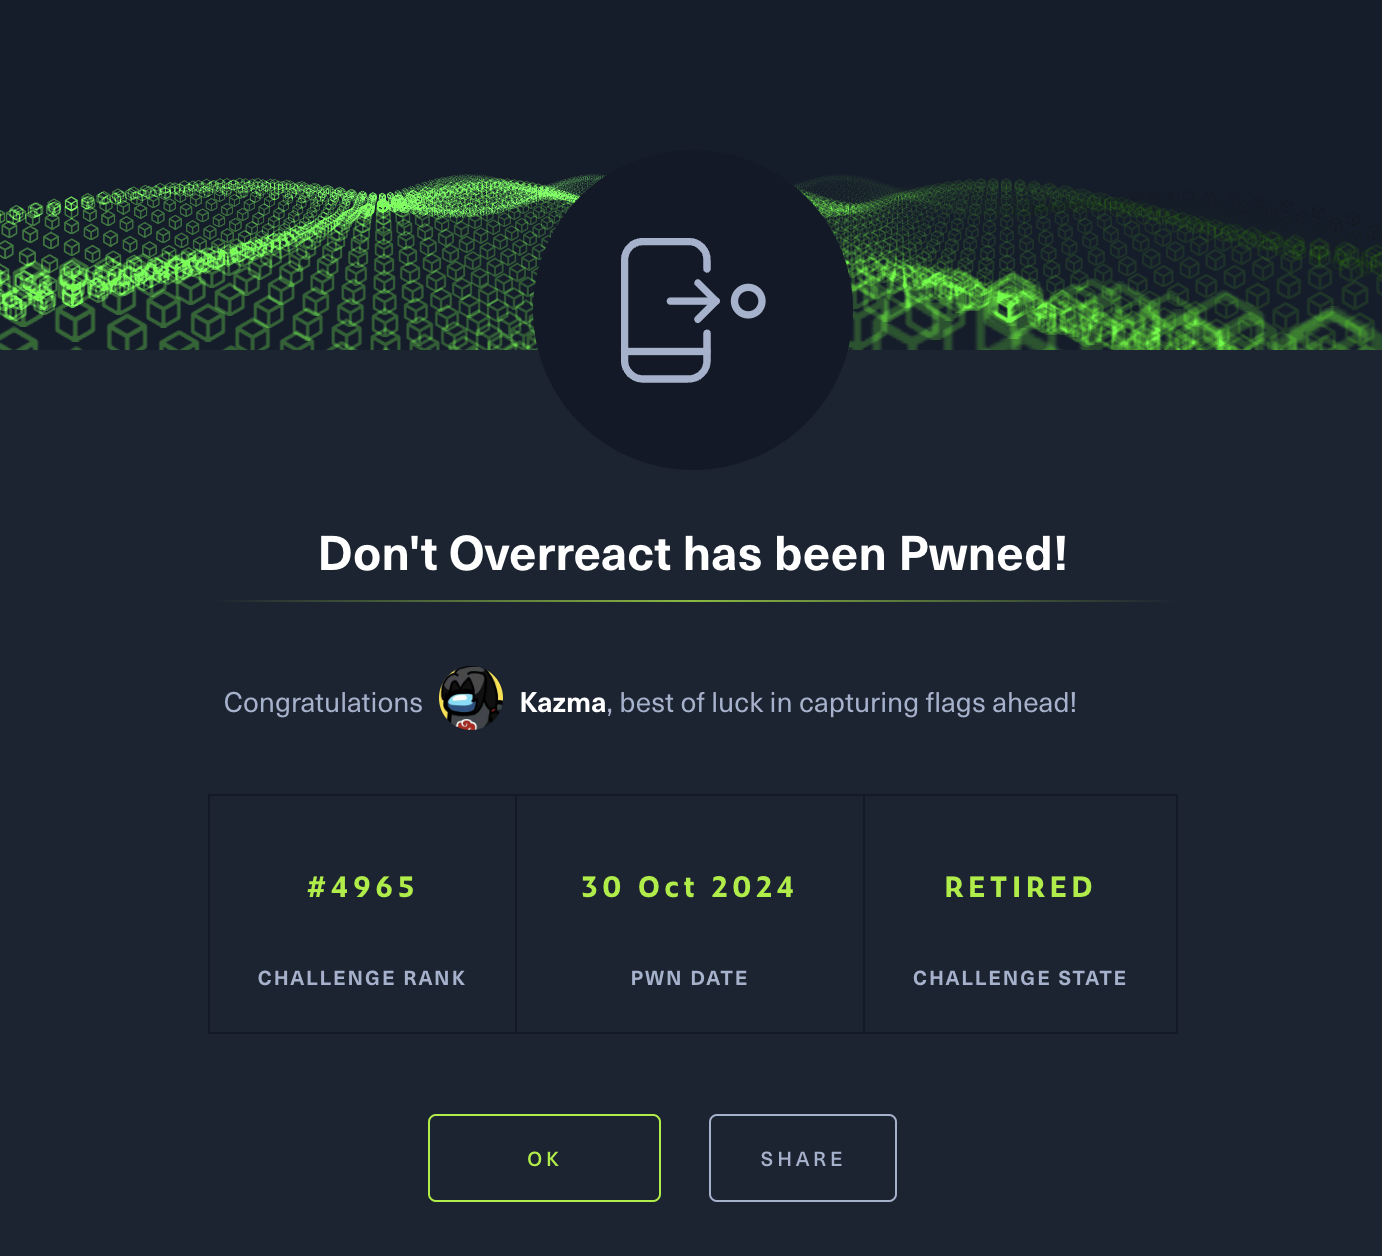 Don't Overreact has been Pwned!
Congratulations Kazma, best of luck in capturing flags ahead!
#4965
CHALLENGE RANK
30 Oct 2024
PWN DATE
RETIRED
CHALLENGE STATE
OK
SHARE